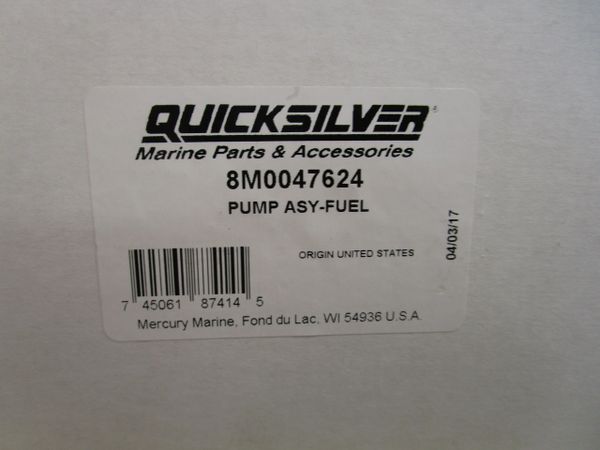 QUICKSILVER
Marine Parts & Accessories
8M0047624
PUMP ASY-FUEL
ORIGIN UNITED STATES
04/03/17
7 45061 87414 5
Mercury Marine, Fond du Lac, WI 54936 U.S.A.